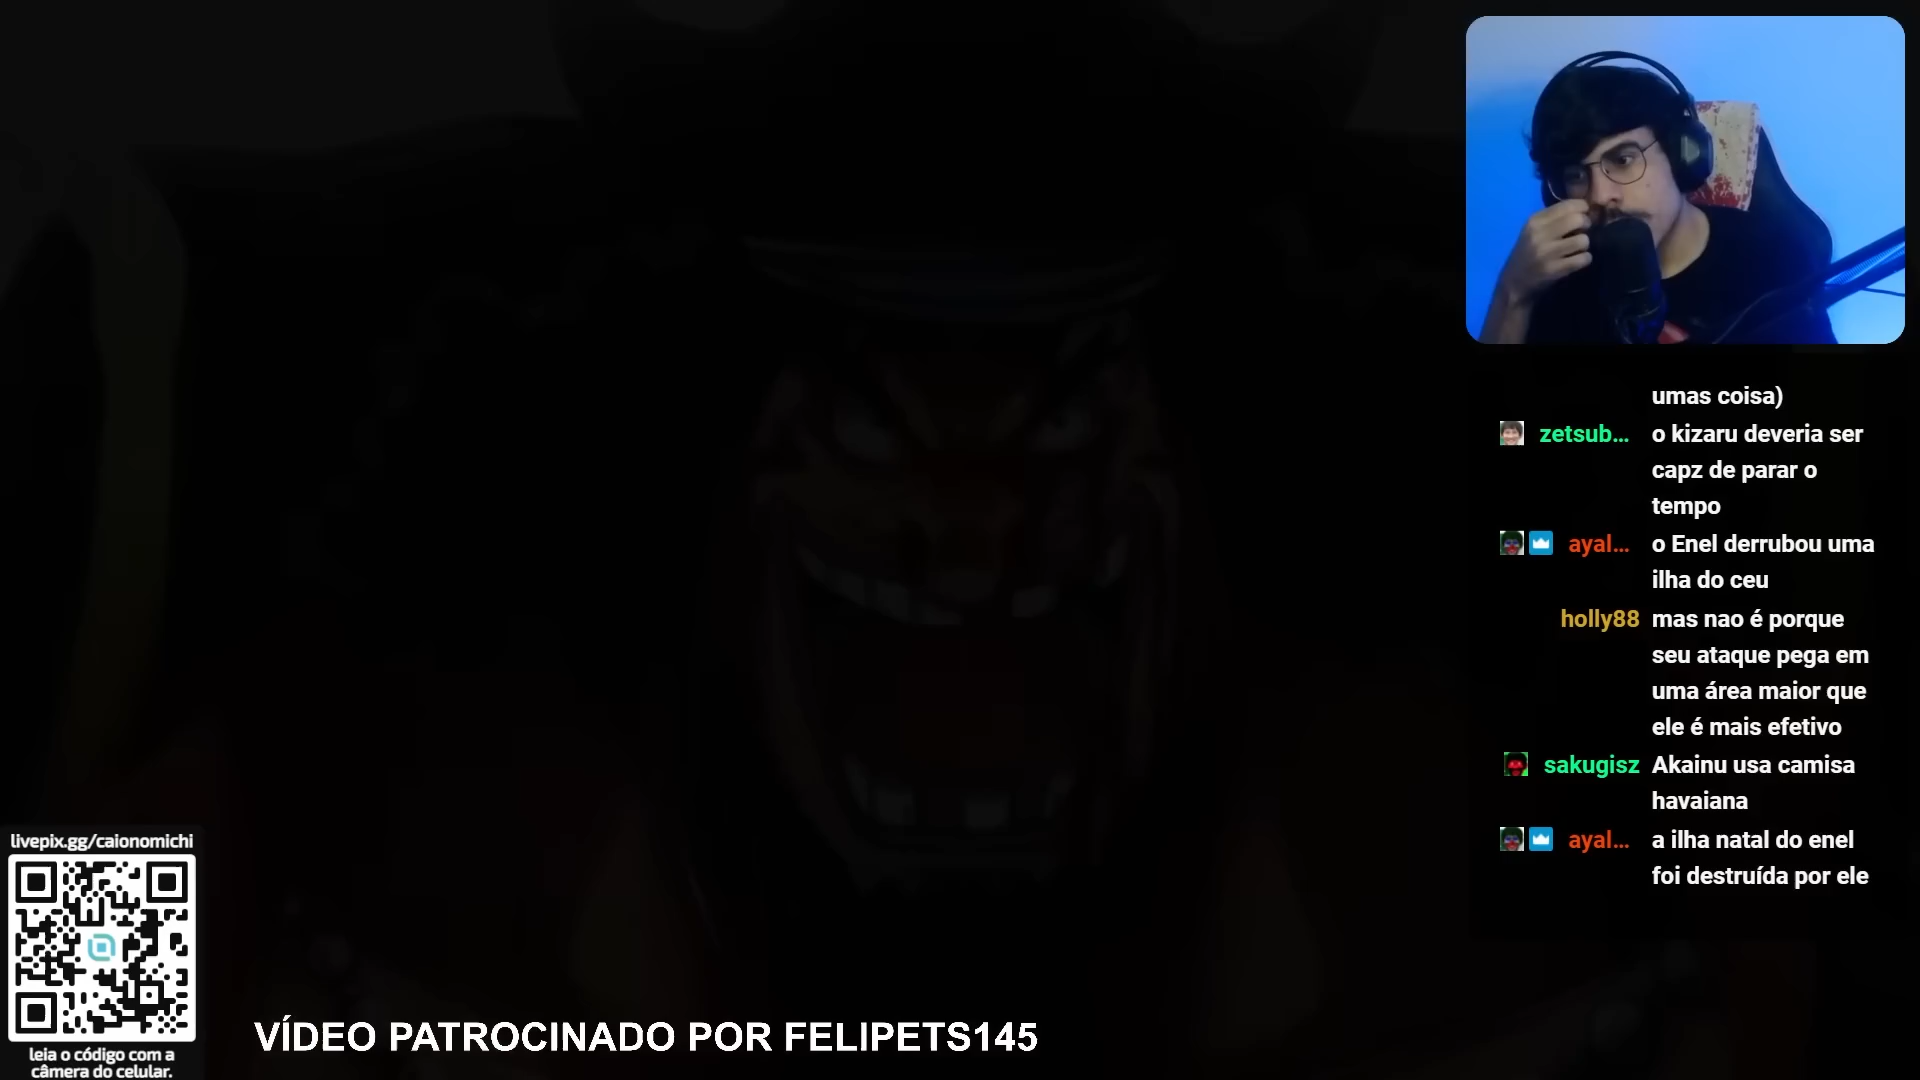 umas coisa)
zetsub... o kizaru deveria ser
capz de parar o
tempo
ayal... o Enel derrubou uma
ilha do ceu
holly88 mas nao é porque
seu ataque pega em
uma área maior que
ele é mais efetivo
sakugisz Akainu usa camisa
havaiana
ayal... a ilha natal do enel
foi destruída por ele
livepix.gg/caionomichi
leia o código com a
câmera do celular.
VÍDEO PATROCINADO POR FELIPETS145